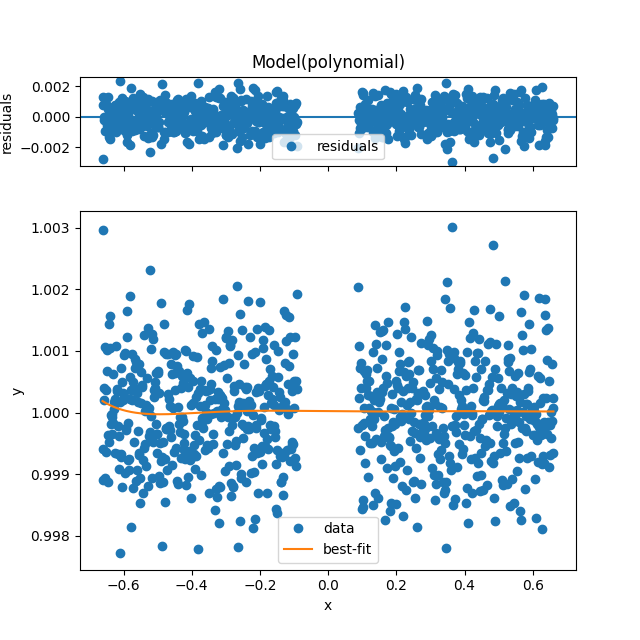 Model(polynomial)
residuals
0.002
0.000
−0.002
residuals
y
1.003
1.002
1.001
1.000
0.999
0.998
data
best-fit
−0.6
−0.4
−0.2
0.0
0.2
0.4
0.6
x